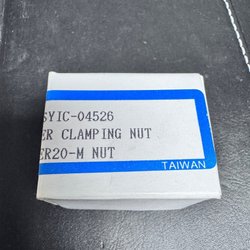 SYIC-04526
ER CLAMPING NUT
ER20-M NUT
TAIWAN